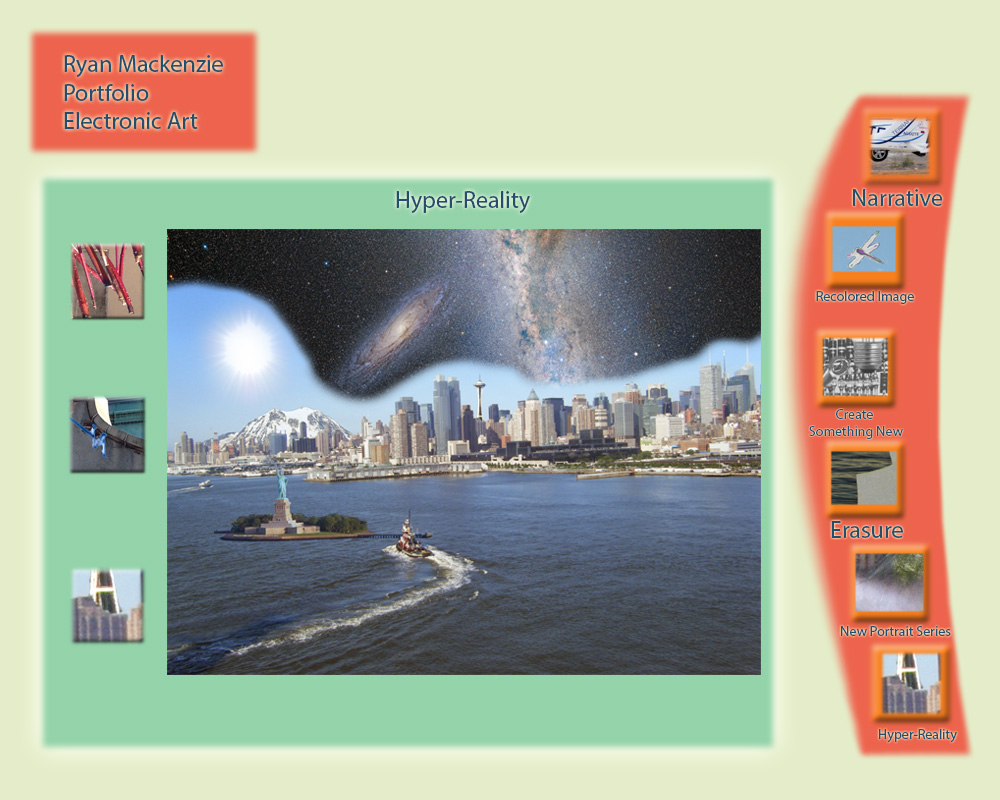 Ryan Mackenzie
Portfolio
Electronic Art
Hyper-Reality
Narrative
Recolored Image
Create
Something New
Erasure
New Portrait Series
Hyper-Reality